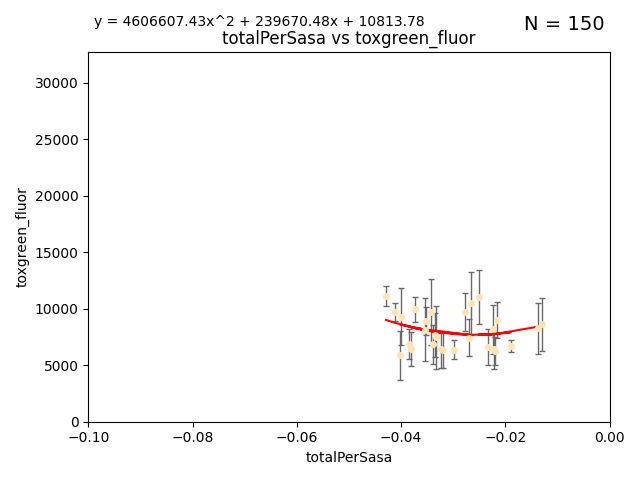 y = 4606607.43x^2 + 239670.48x + 10813.78
N = 150
totalPerSasa vs toxgreen_fluor
30000
25000
20000
15000
10000
5000
0
toxgreen_fluor
−0.10
−0.08
−0.06
−0.04
−0.02
0.00
totalPerSasa